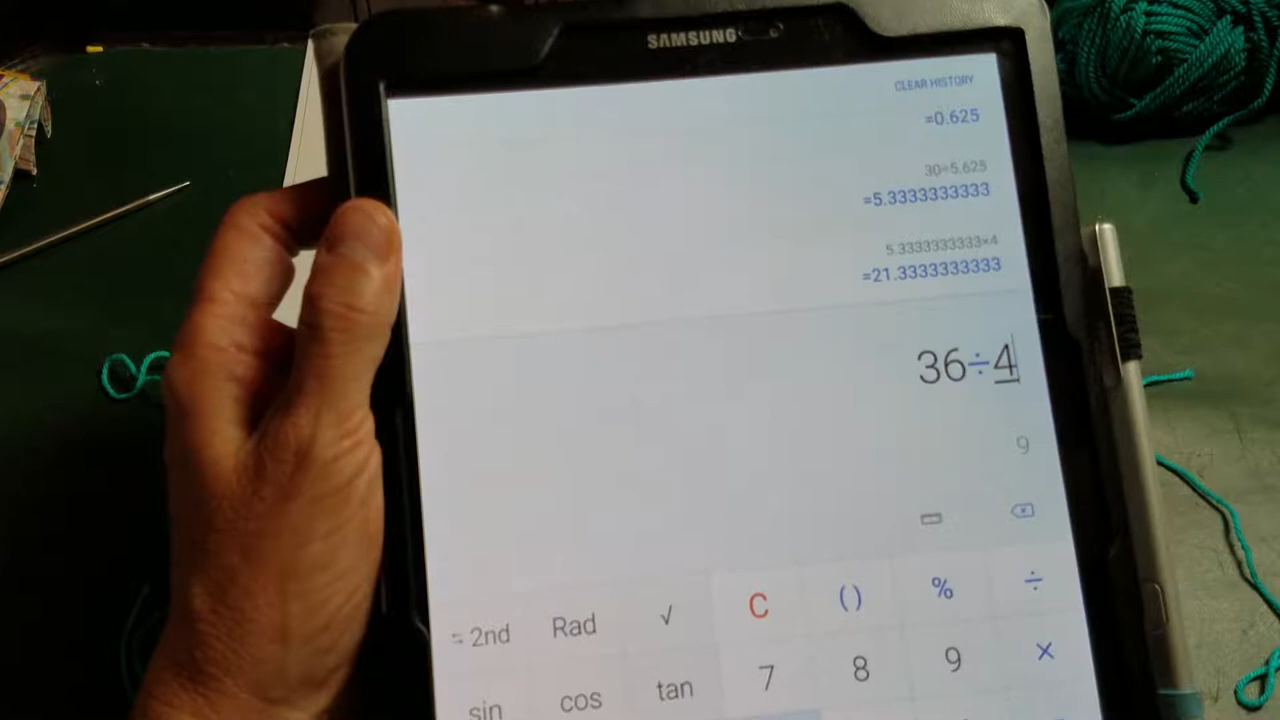 SAMSUNG
CLEAR HISTORY
=0.625
30÷5.625
=5.3333333333
5.3333333333×4
=21.3333333333
36÷4
9
2nd Rad √ C () % ÷
sin cos tan 7 8 9 ×